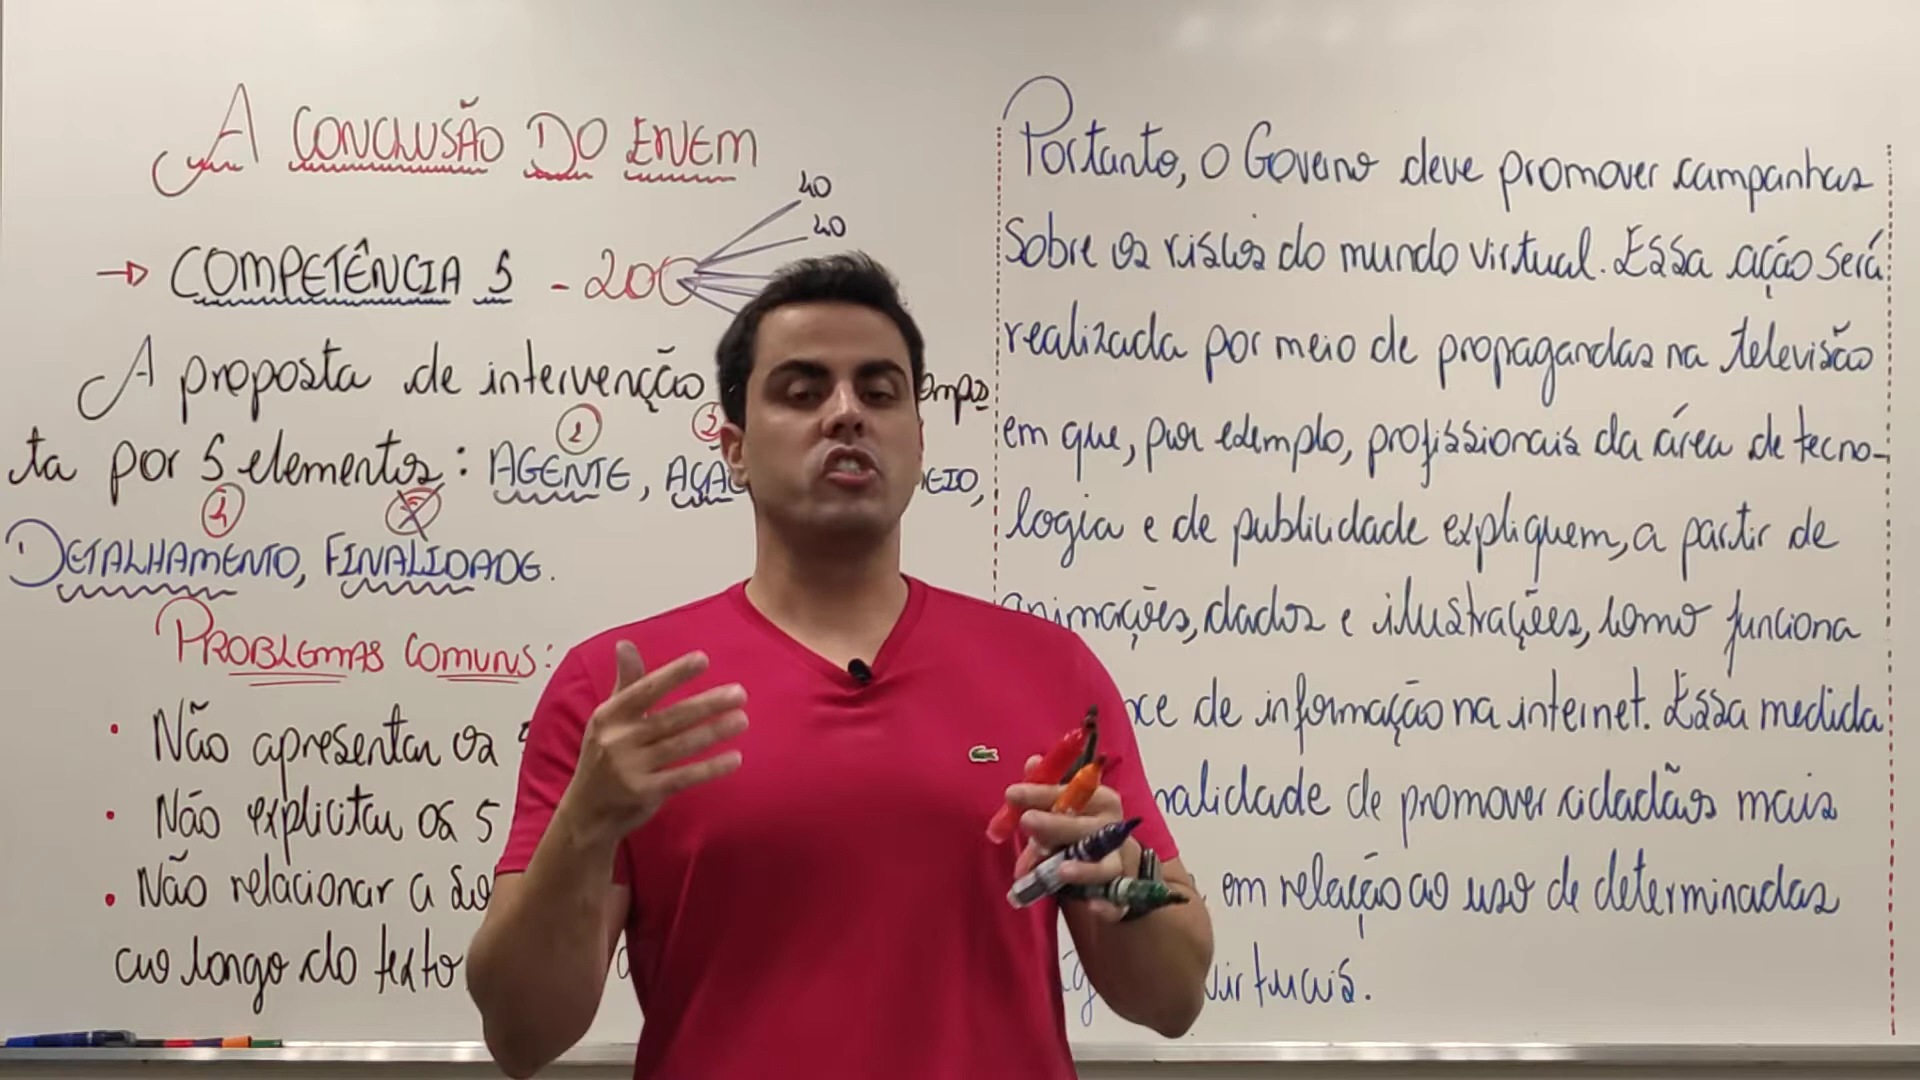 A CONCLUSÃO DO ENEM
40
40
→ COMPETÊNCIA 5 - 200
A proposta de intervenção
ta por 5 elementos: AGENTE, AÇÃO
DETALHAMENTO, FINALIDADE.
PROBLEMAS COMUNS:
• Não apresentar os
• Não explicitar os 5
• Não relacionar a
ao longo do texto
Portanto, o Governo deve promover campanhas
sobre os riscos do mundo virtual. Essa ação será
realizada por meio de propagandas na televisão
em que, por exemplo, profissionais da área de tecno-
logia e de publicidade expliquem, a partir de
animações, dados e ilustrações, como funciona
de informação na internet. Essa medida
de promover cidadãos mais
em relação ao uso de determinadas
virtuais.